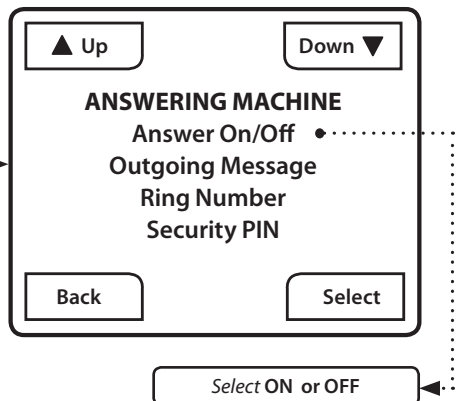 ▲ Up
Down ▼
ANSWERING MACHINE
Answer On/Off
Outgoing Message
Ring Number
Security PIN
Back
Select
Select ON or OFF